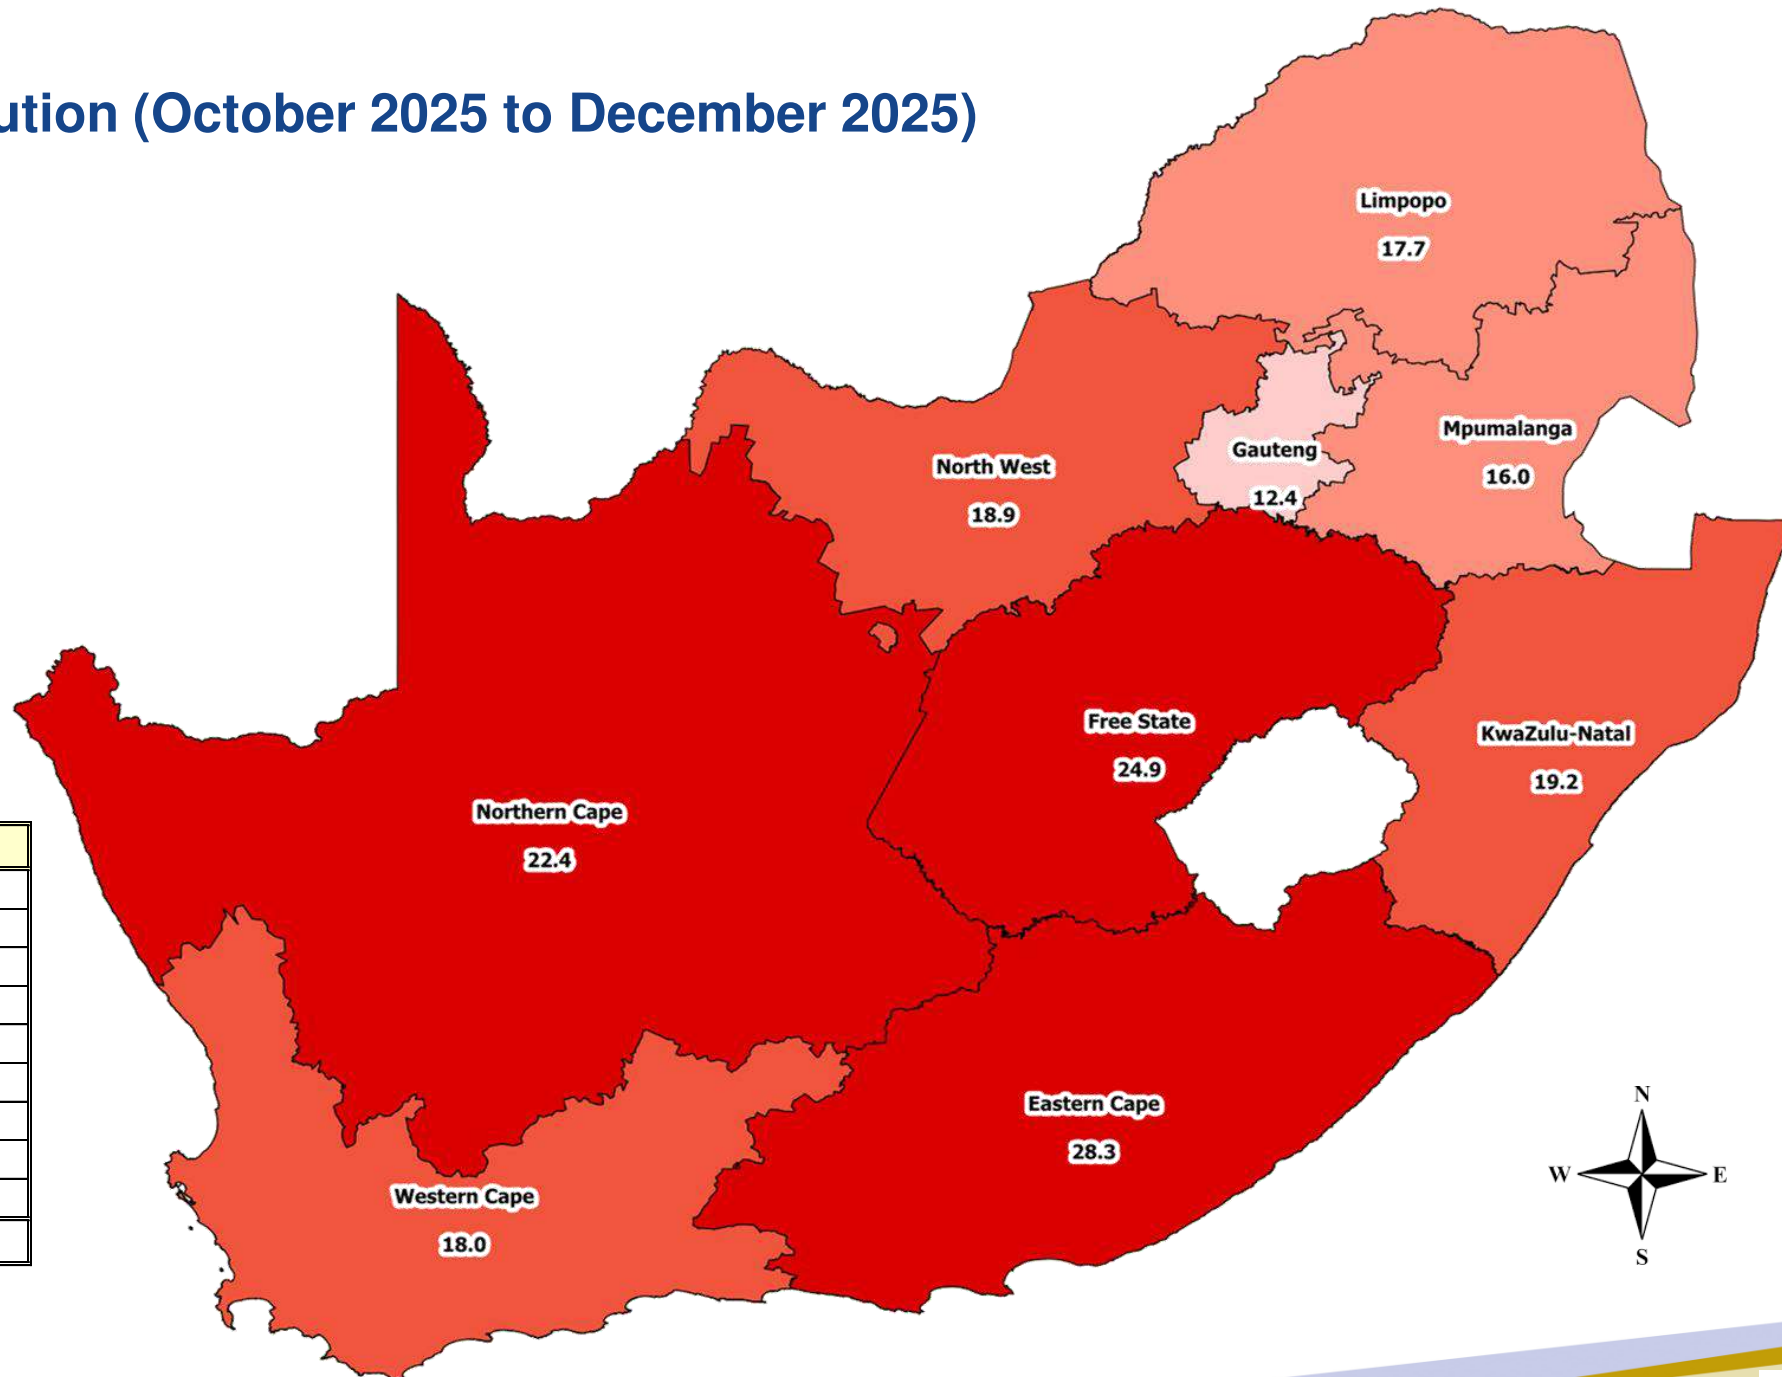 ution (October 2025 to December 2025)
Limpopo
17.7
Mpumalanga
16.0
Gauteng
12.4
North West
18.9
Free State
24.9
KwaZulu-Natal
19.2
Northern Cape
22.4
Eastern Cape
28.3
Western Cape
18.0
N
W
E
S